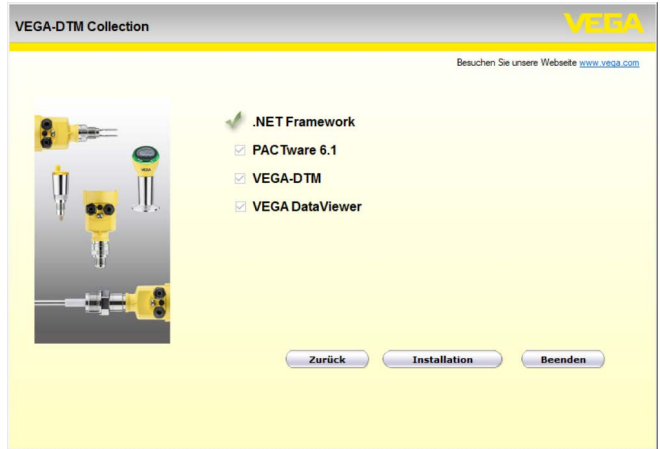 VEGA-DTM Collection
VEGA
Besuchen Sie unsere Webseite www.vega.com
.NET Framework
PACTware 6.1
VEGA-DTM
VEGA DataViewer
Zurück
Installation
Beenden